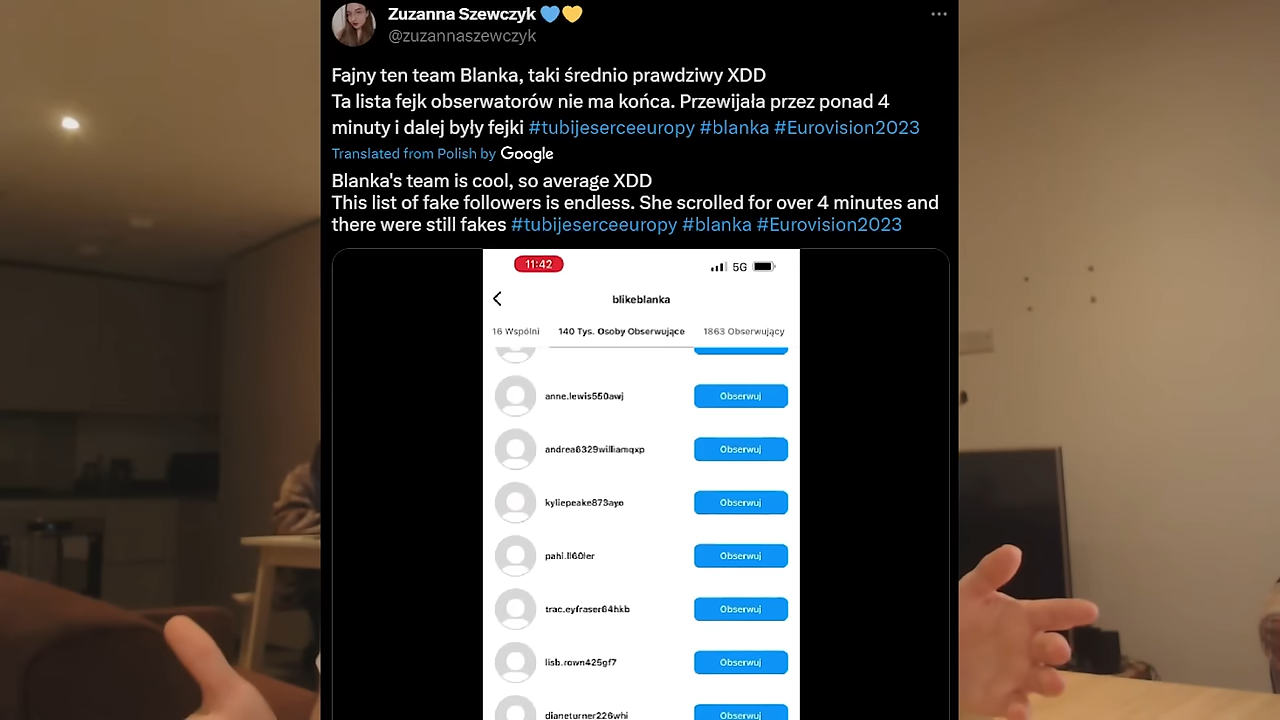 Zuzanna Szewczyk 💙💛
@zuzannaszewczyk
Fajny ten team Blanka, taki średnio prawdziwy XDD
Ta lista fejk obserwatorów nie ma końca. Przewijała przez ponad 4
minuty i dalej były fejki #tubijeserceeuropy #blanka #Eurovision2023
Translated from Polish by Google
Blanka's team is cool, so average XDD
This list of fake followers is endless. She scrolled for over 4 minutes and
there were still fakes #tubijeserceeuropy #blanka #Eurovision2023
11:42 5G
blikeblanka
16 Wspólni 140 Tys. Osoby Obserwujące 1863 Obserwujący
anne.lewis550awj Obserwuj
andrea6329williamqxp Obserwuj
kyliepeake873ayo Obserwuj
pahi.ll60ler Obserwuj
trac.eyfraser64hkb Obserwuj
lisb.rown425gf7 Obserwuj
dianeturner226whi Obserwuj